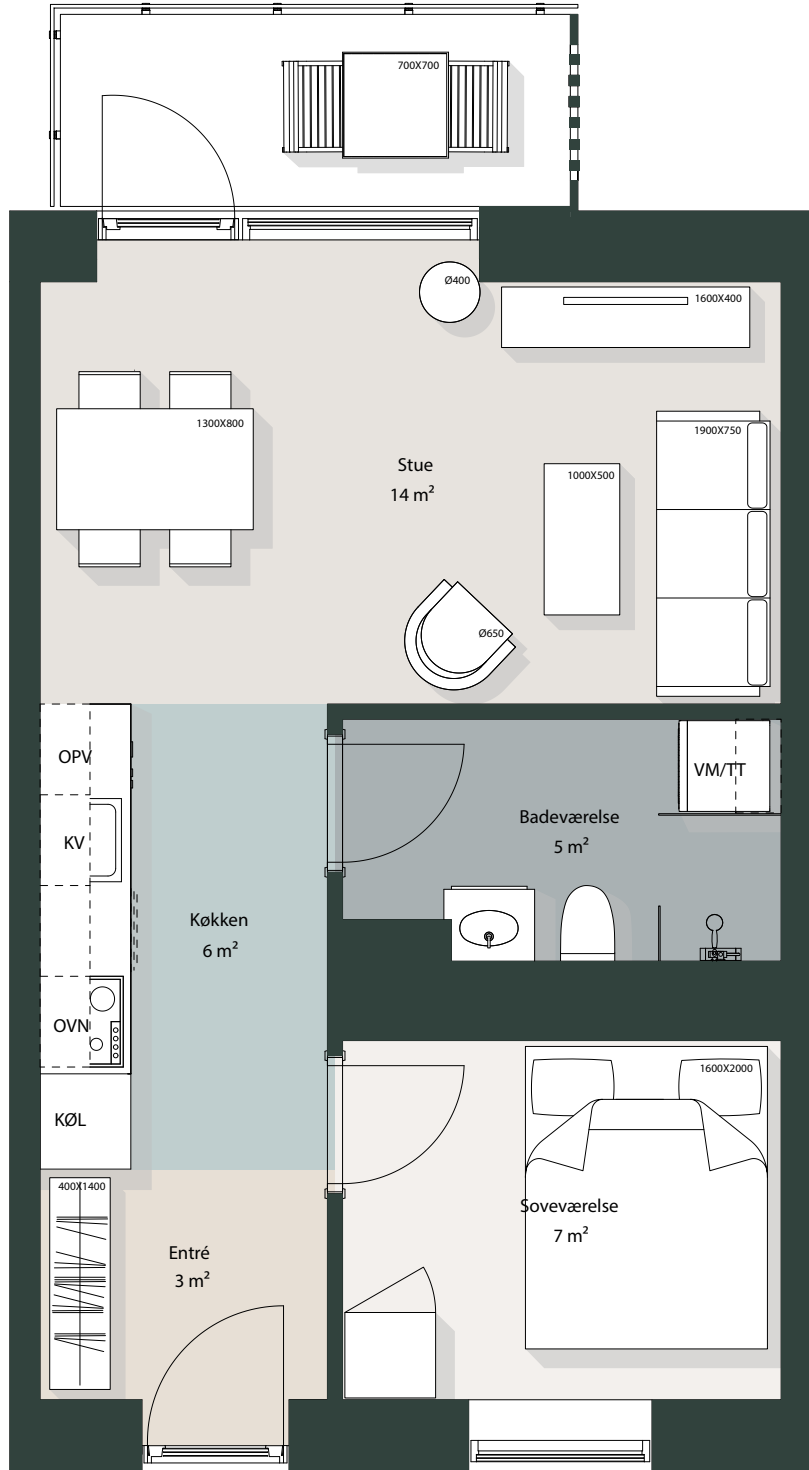 700X700
Ø400
1600X400
1300X800
1900X750
Stue
14 m²
1000X500
Ø650
OPV
VM/TT
KV
Badeværelse
5 m²
Køkken
6 m²
OVN
KØL
1600X2000
400X1400
Soveværelse
7 m²
Entré
3 m²